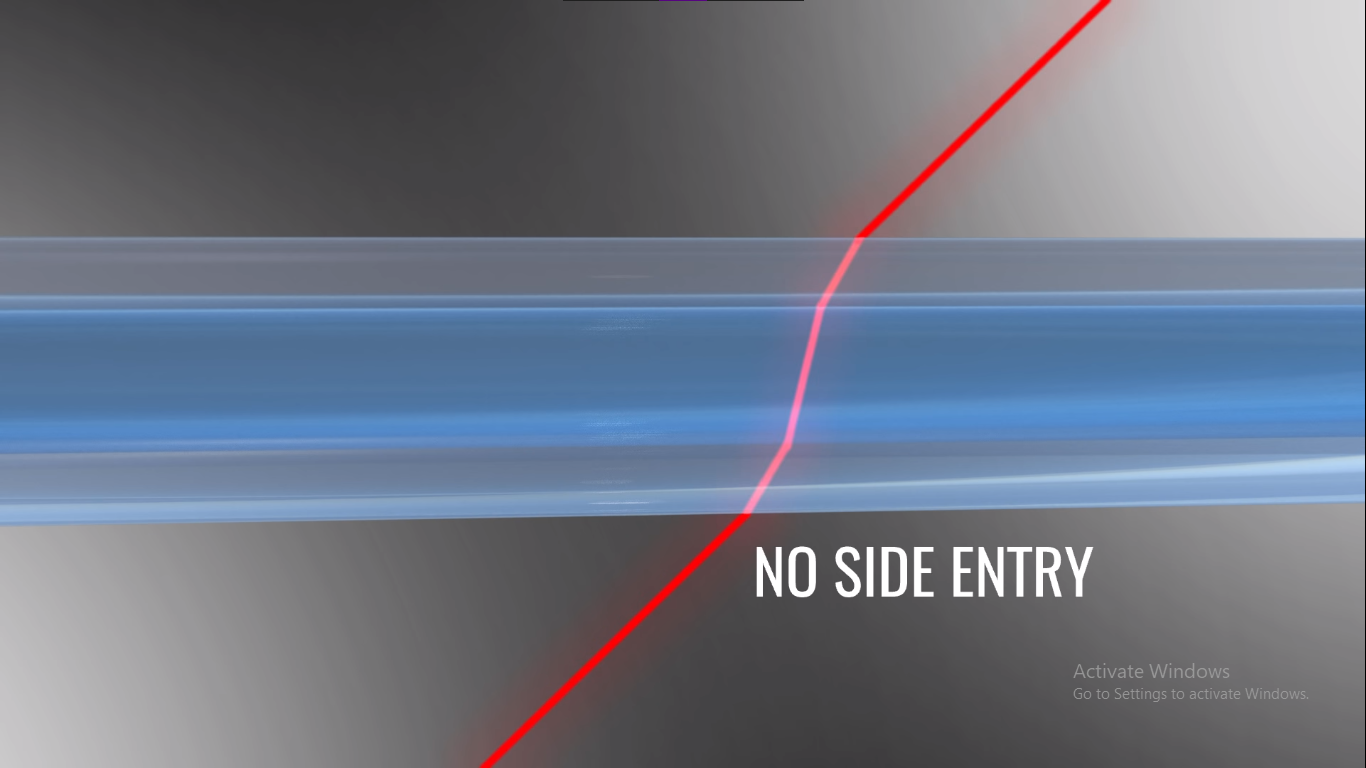 NO SIDE ENTRY
Activate Windows
Go to Settings to activate Windows.